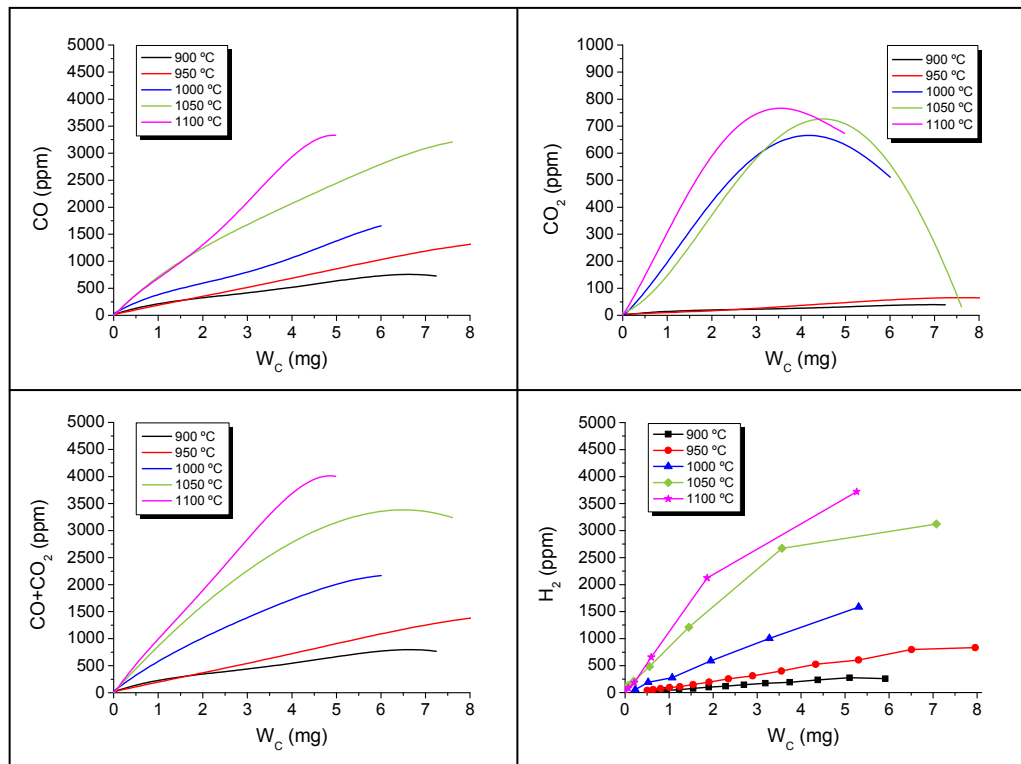 5000
4500
4000
3500
3000
2500
2000
1500
1000
500
0
CO (ppm)
900 ºC
950 ºC
1000 ºC
1050 ºC
1100 ºC
0 1 2 3 4 5 6 7 8
W_C (mg)
1000
900
800
700
600
500
400
300
200
100
0
CO₂ (ppm)
900 ºC
950 ºC
1000 ºC
1050 ºC
1100 ºC
0 1 2 3 4 5 6 7 8
W_C (mg)
5000
4500
4000
3500
3000
2500
2000
1500
1000
500
0
CO+CO₂ (ppm)
900 ºC
950 ºC
1000 ºC
1050 ºC
1100 ºC
0 1 2 3 4 5 6 7 8
W_C (mg)
5000
4500
4000
3500
3000
2500
2000
1500
1000
500
0
H₂ (ppm)
900 ºC
950 ºC
1000 ºC
1050 ºC
1100 ºC
0 1 2 3 4 5 6 7 8
W_C (mg)